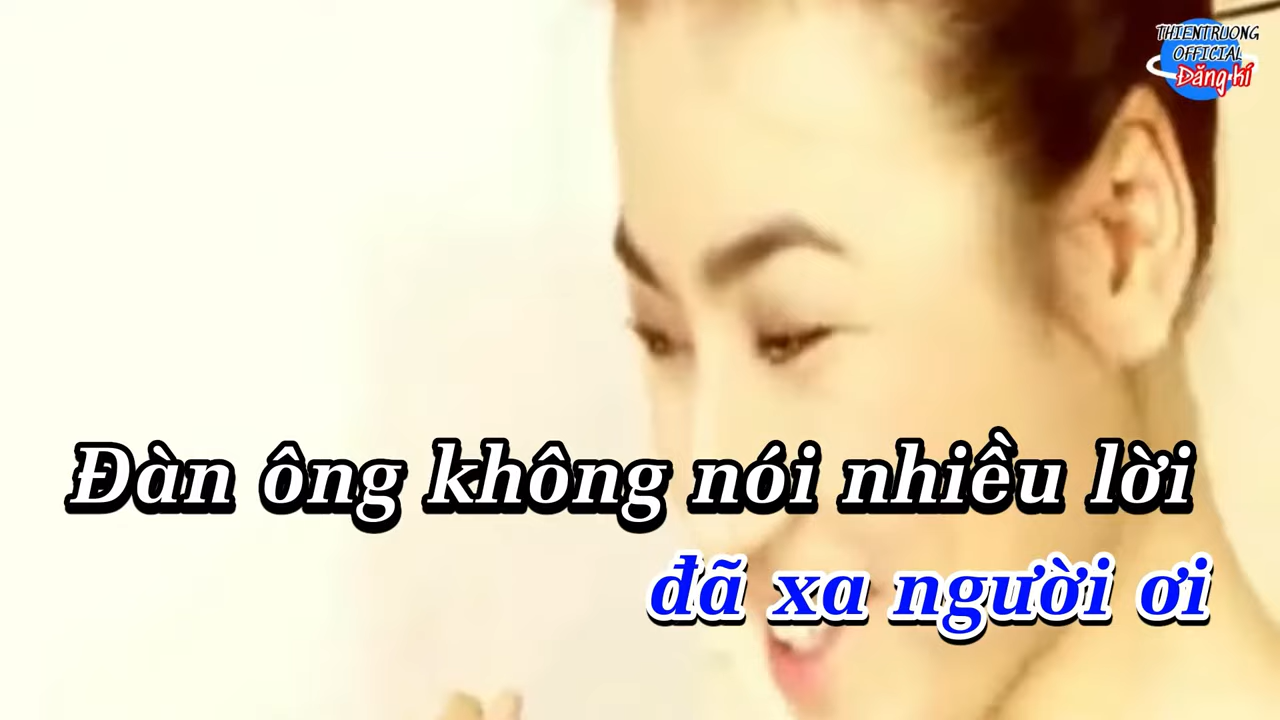 THIENTRUONG
OFFICIAL
Đăng kí
Đàn ông không nói nhiều lời
đã xa người ơi